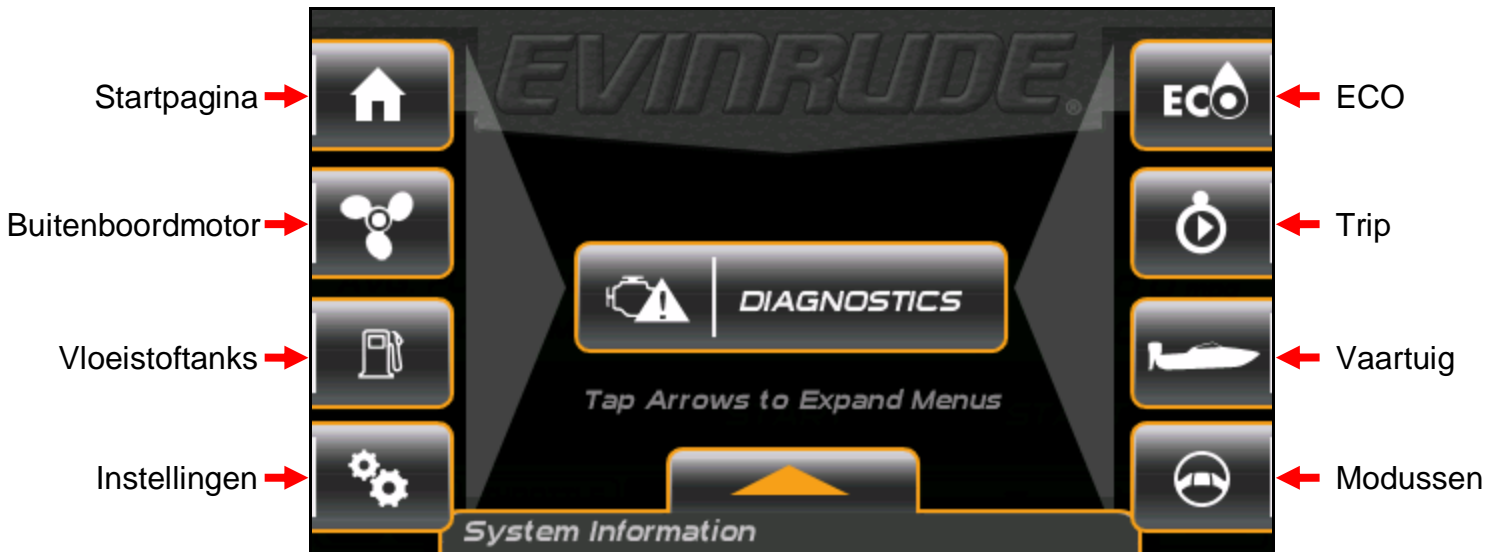 Startpagina
Buitenboordmotor
Vloeistoftanks
Instellingen
EVINRUDE®
DIAGNOSTICS
Tap Arrows to Expand Menus
System Information
ECO
ECO
Trip
Vaartuig
Modussen